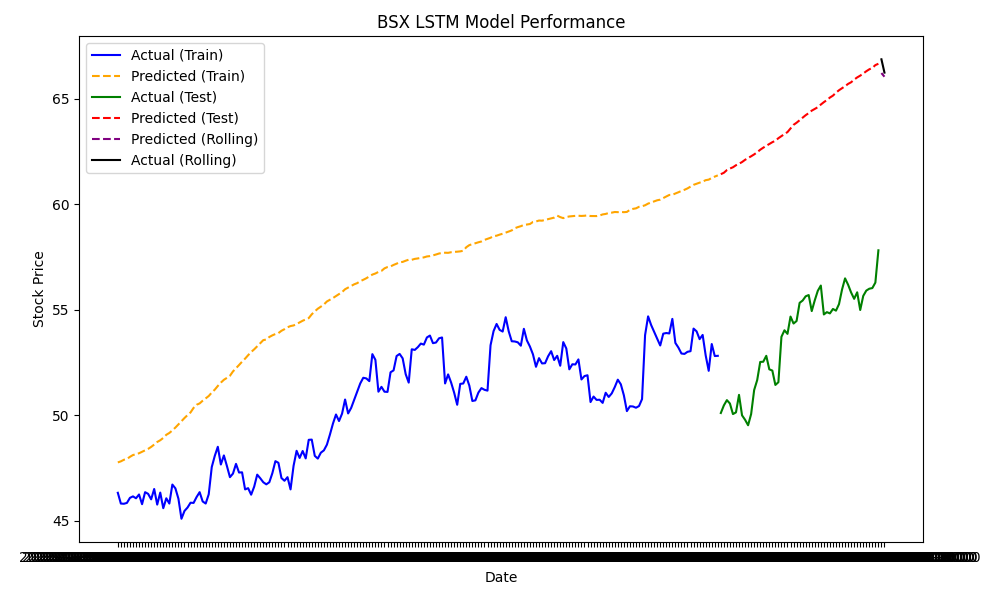 BSX LSTM Model Performance
Actual (Train)
Predicted (Train)
Actual (Test)
Predicted (Test)
Predicted (Rolling)
Actual (Rolling)
65
60
55
50
45
Stock Price
Date